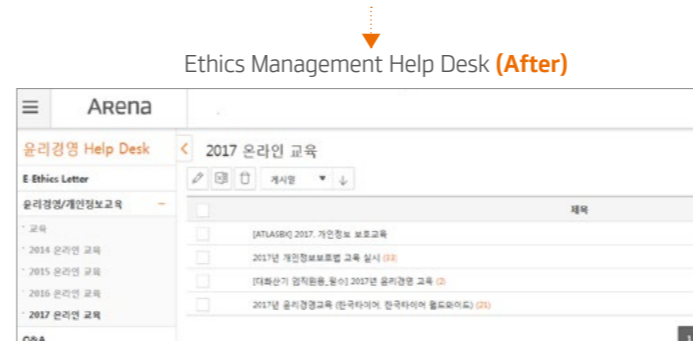 Ethics Management Help Desk (After)
ARENA
윤리경영 Help Desk
2017 온라인 교육
E-Ethics Letter
게시일
윤리경영/개인정보교육
제목
교육
[ATLASBX] 2017. 개인정보 보호교육
2014 온라인 교육
2017년 개인정보보호법 교육 실시 (33)
2015 온라인 교육
[대화산기 임직원용_필수] 2017년 윤리경영 교육 (2)
2016 온라인 교육
2017년 윤리경영교육 (한국타이어, 한국타이어 월드와이드) (21)
2017 온라인 교육
Q&A
1